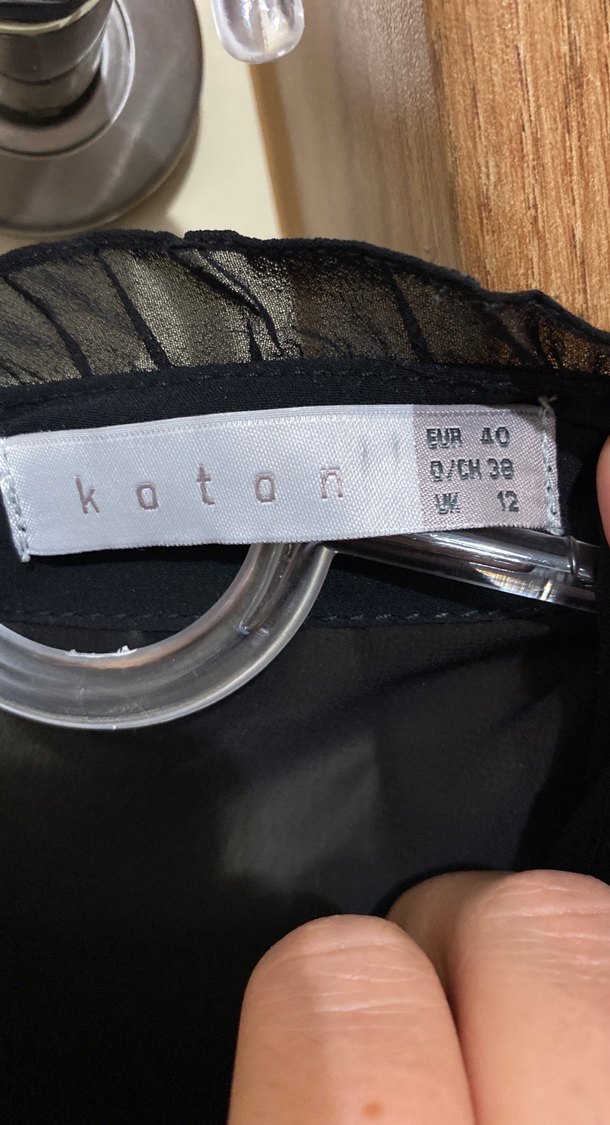 katan
EUR 40
D/CH 38
UK 12